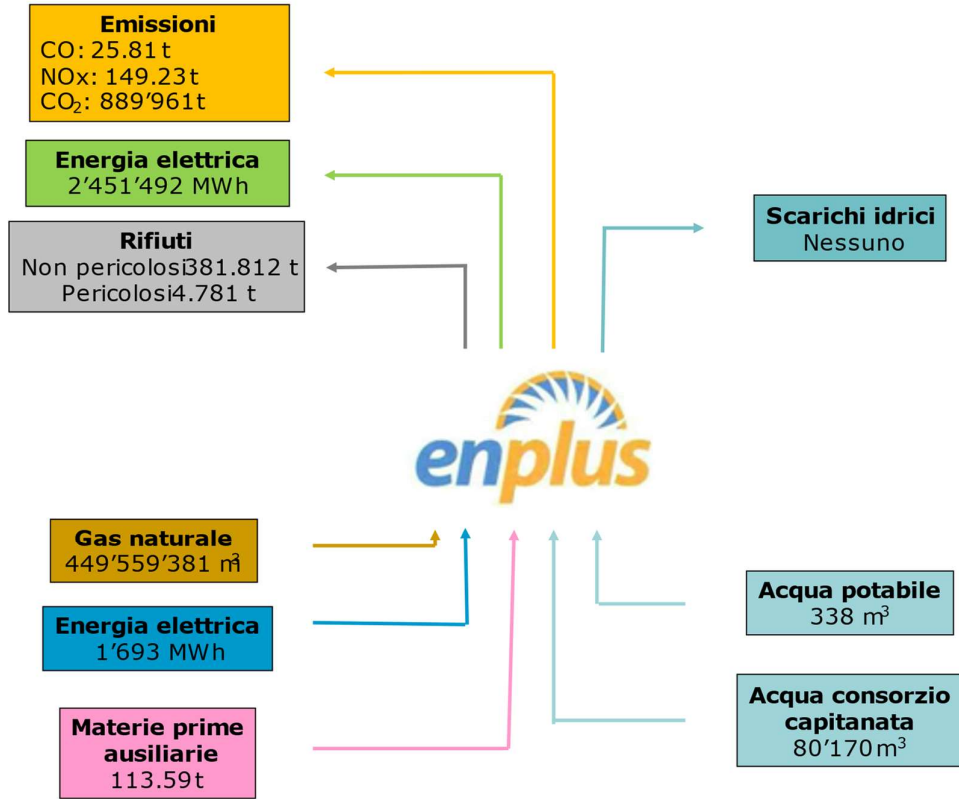 Emissioni
CO: 25.81 t
NOx: 149.23 t
CO₂: 889’961 t
Energia elettrica
2’451’492 MWh
Rifiuti
Non pericolosi381.812 t
Pericolosi4.781 t
Scarichi idrici
Nessuno
enplus
Gas naturale
449’559’381 m³
Energia elettrica
1’693 MWh
Materie prime
ausiliarie
113.59 t
Acqua potabile
338 m³
Acqua consorzio
capitanata
80’170 m³